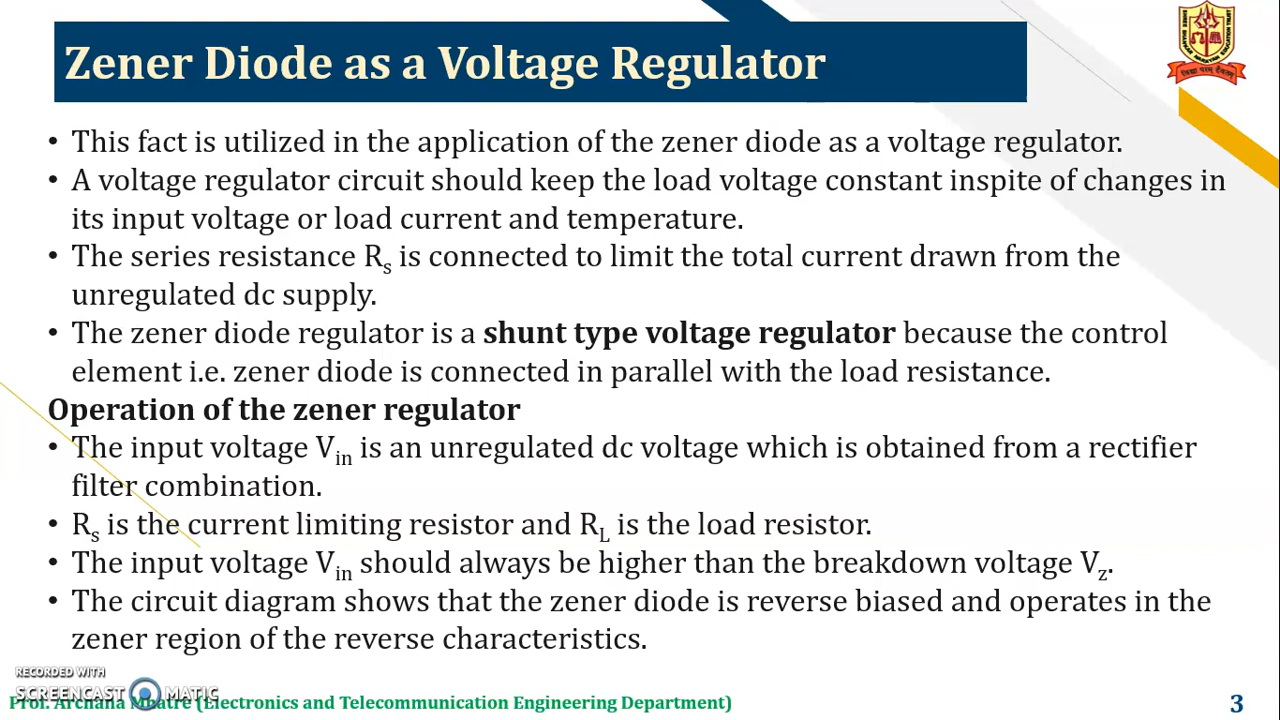 Zener Diode as a Voltage Regulator
• This fact is utilized in the application of the zener diode as a voltage regulator.
• A voltage regulator circuit should keep the load voltage constant inspite of changes in
its input voltage or load current and temperature.
• The series resistance Rs is connected to limit the total current drawn from the
unregulated dc supply.
• The zener diode regulator is a shunt type voltage regulator because the control
element i.e. zener diode is connected in parallel with the load resistance.
Operation of the zener regulator
• The input voltage Vin is an unregulated dc voltage which is obtained from a rectifier
filter combination.
• Rs is the current limiting resistor and RL is the load resistor.
• The input voltage Vin should always be higher than the breakdown voltage Vz.
• The circuit diagram shows that the zener diode is reverse biased and operates in the
zener region of the reverse characteristics.
RECORDED WITH
SCREENCAST MATIC
Prof. Archana Mhatre (Electronics and Telecommunication Engineering Department)
3